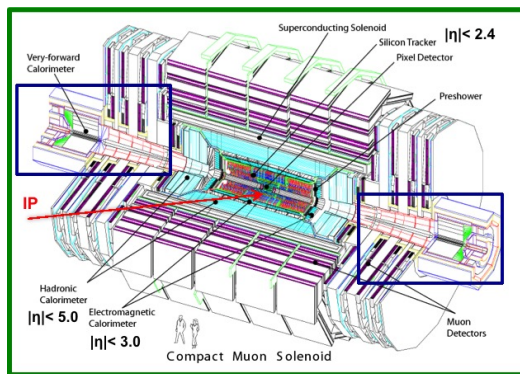 Superconducting Solenoid
|η|< 2.4
Silicon Tracker
Pixel Detector
Very-forward
Calorimeter
Preshower
IP
Hadronic
Calorimeter
|η|< 5.0
Electromagnetic
Calorimeter
|η|< 3.0
Muon
Detectors
Compact Muon Solenoid